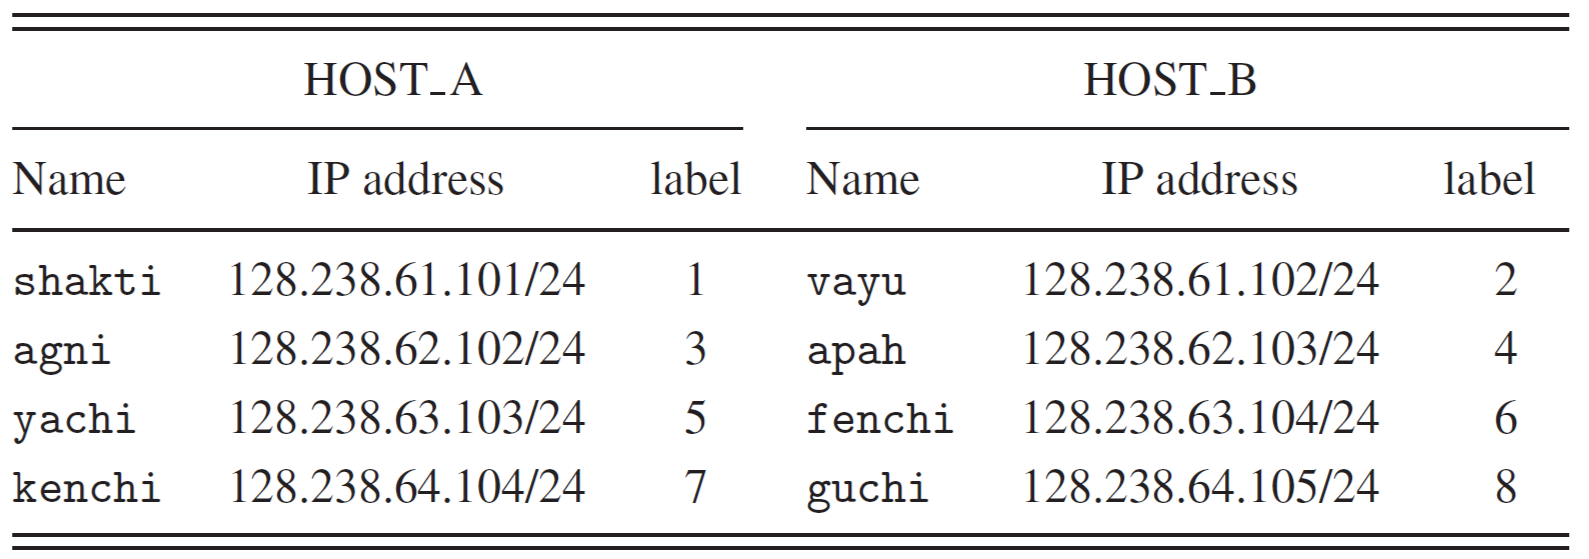 HOST_A HOST_B
Name IP address label Name IP address label
shakti 128.238.61.101/24 1 vayu 128.238.61.102/24 2
agni 128.238.62.102/24 3 apah 128.238.62.103/24 4
yachi 128.238.63.103/24 5 fenchi 128.238.63.104/24 6
kenchi 128.238.64.104/24 7 guchi 128.238.64.105/24 8